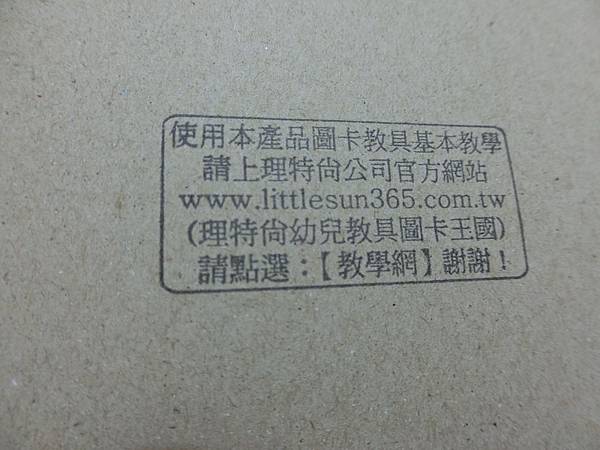 使用本產品圖卡教具基本教學
請上理特尚公司官方網站
www.littlesun365.com.tw
(理特尚幼兒教具圖卡王國)
請點選：【教學網】謝謝！